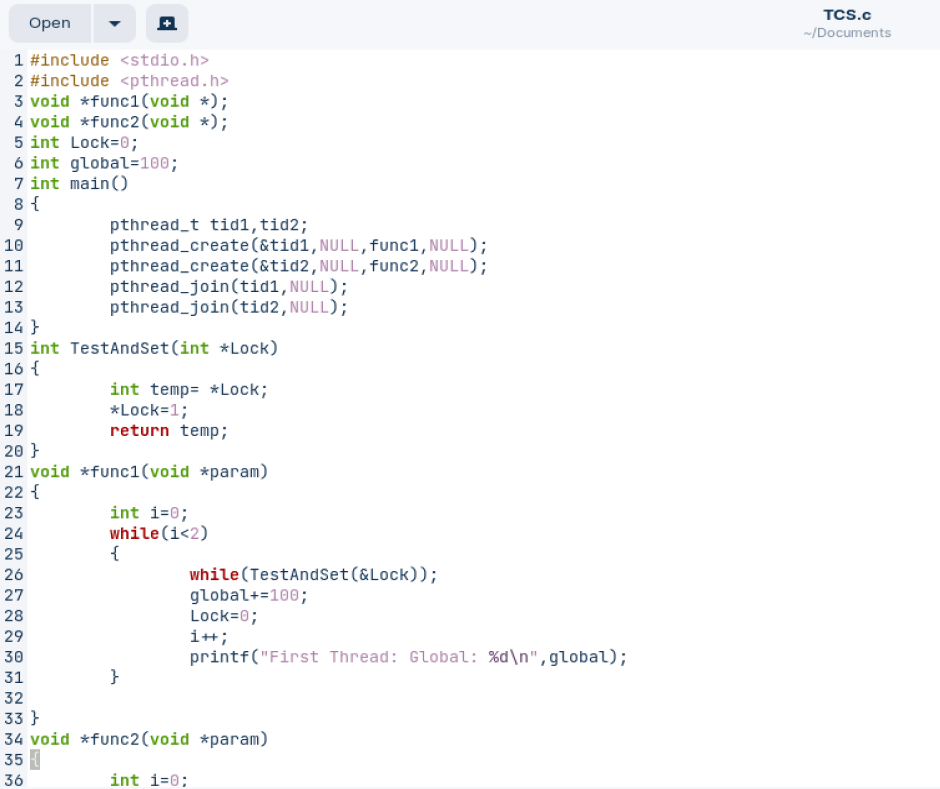 Open
TCS.c
~/Documents
1 #include <stdio.h>
2 #include <pthread.h>
3 void *func1(void *);
4 void *func2(void *);
5 int Lock=0;
6 int global=100;
7 int main()
8 {
9         pthread_t tid1,tid2;
10         pthread_create(&tid1,NULL,func1,NULL);
11         pthread_create(&tid2,NULL,func2,NULL);
12         pthread_join(tid1,NULL);
13         pthread_join(tid2,NULL);
14 }
15 int TestAndSet(int *Lock)
16 {
17         int temp= *Lock;
18         *Lock=1;
19         return temp;
20 }
21 void *func1(void *param)
22 {
23         int i=0;
24         while(i<2)
25         {
26                 while(TestAndSet(&Lock));
27                 global+=100;
28                 Lock=0;
29                 i++;
30                 printf("First Thread: Global: %d\n",global);
31         }
32
33 }
34 void *func2(void *param)
35 {
36         int i=0;